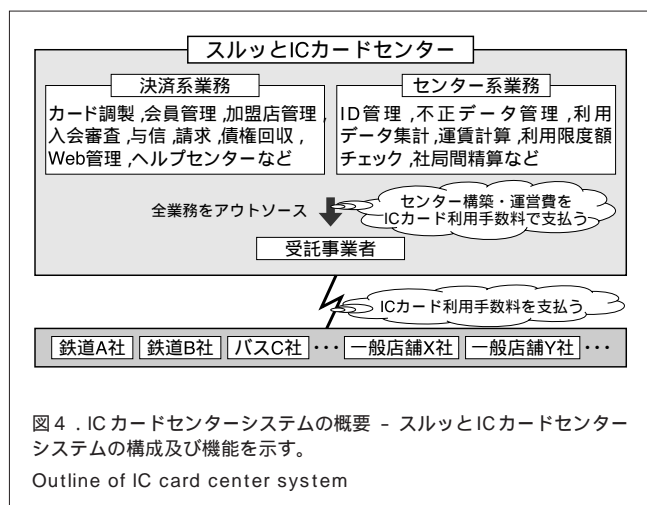 スルッとICカードセンター
決済系業務
カード調製,会員管理,加盟店管理,
入会審査,与信,請求,債権回収,
Web管理,ヘルプセンターなど
センター系業務
ID管理,不正データ管理,利用
データ集計,運賃計算,利用限度額
チェック,社局間精算など
全業務をアウトソース
センター構築・運営費を
ICカード利用手数料で支払う
受託事業者
ICカード利用手数料を支払う
鉄道A社 鉄道B社 バスC社 ・・・ 一般店舗X社 一般店舗Y社 ・・・
図4．ICカードセンターシステムの概要 － スルッとICカードセンター
システムの構成及び機能を示す。
Outline of IC card center system